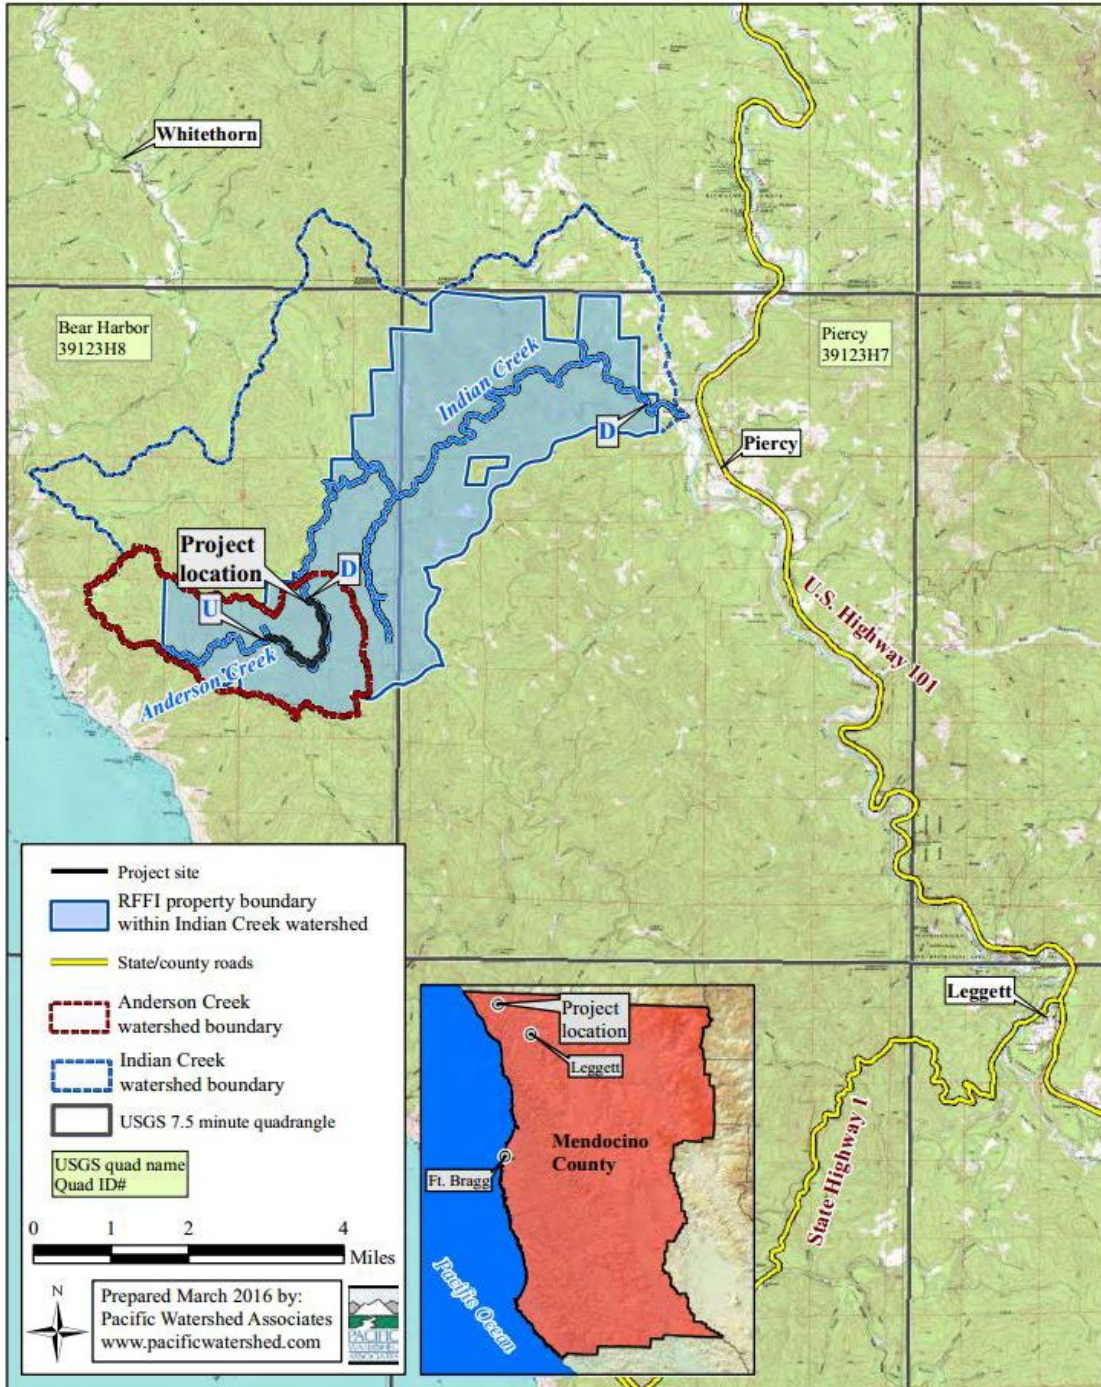 Whitethorn
Bear Harbor
39123H8
Piercy
39123H7
Indian Creek
D
Piercy
Project
location
D
U
Anderson Creek
U.S. Highway 101
Project site
RFFI property boundary
within Indian Creek watershed
State/county roads
Anderson Creek
watershed boundary
Indian Creek
watershed boundary
USGS 7.5 minute quadrangle
USGS quad name
Quad ID#
0 1 2 4
Miles
N
Prepared March 2016 by:
Pacific Watershed Associates
www.pacificwatershed.com
PACIFIC
WATERSHED
ASSOCIATES
Project
location
Leggett
Mendocino
County
Ft. Bragg
Pacific Ocean
Leggett
State Highway 1